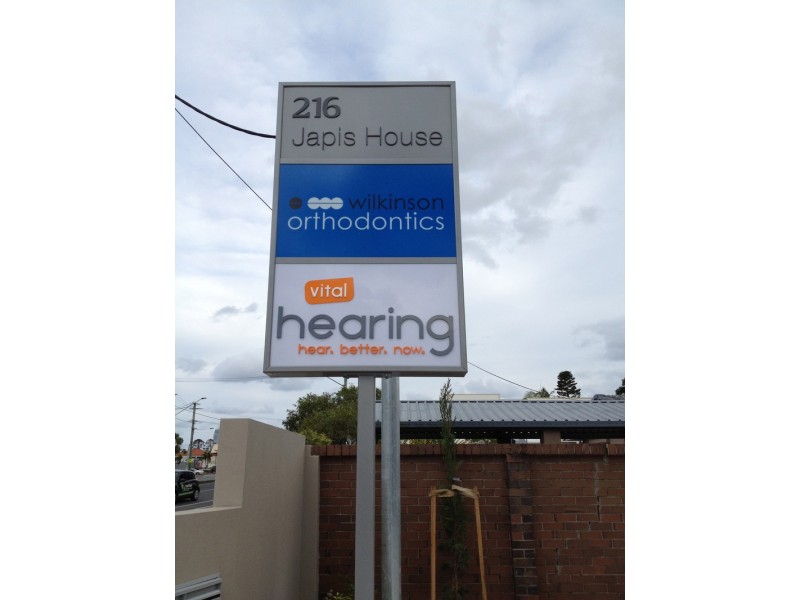 216
Japis House
wilkinson
orthodontics
vital
hearing
hear. better. now.